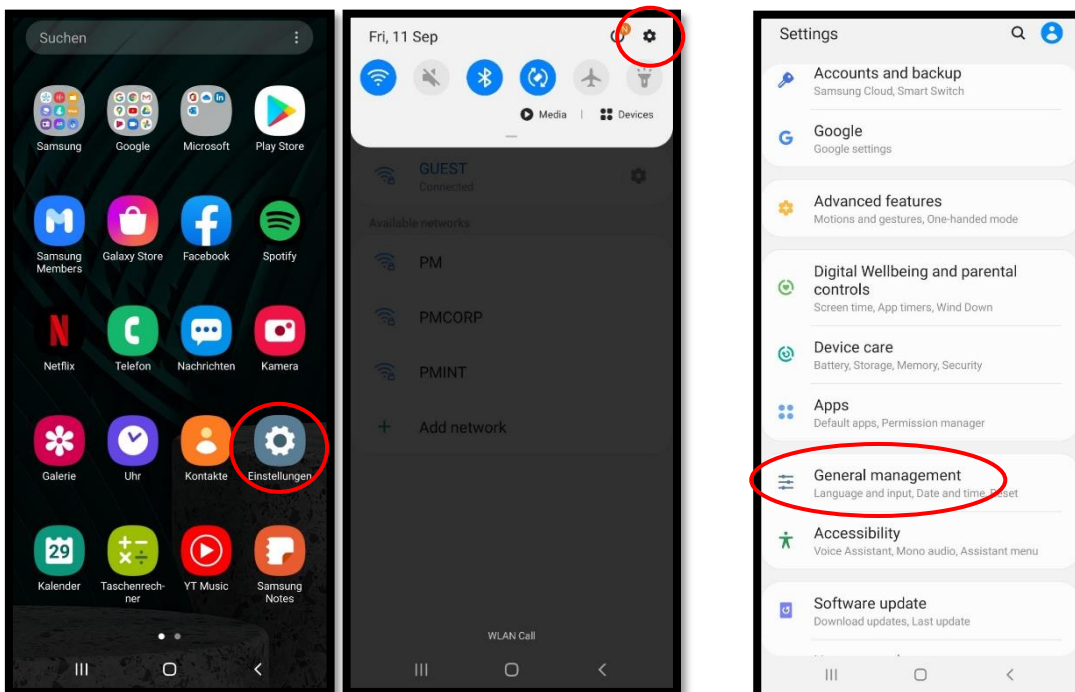 Suchen
Samsung
Google
Microsoft
Play Store
Samsung
Members
Galaxy Store
Facebook
Spotify
Netflix
Telefon
Nachrichten
Kamera
Galerie
Uhr
Kontakte
Einstellungen
29
Kalender
Taschenrech-
ner
YT Music
Samsung
Notes
Fri, 11 Sep
N
Media
Devices
GUEST
Connected
Available networks
PM
PMCORP
PMINT
Add network
WLAN Call
Settings
Accounts and backup
Samsung Cloud, Smart Switch
Google
Google settings
Advanced features
Motions and gestures, One-handed mode
Digital Wellbeing and parental
controls
Screen time, App timers, Wind Down
Device care
Battery, Storage, Memory, Security
Apps
Default apps, Permission manager
General management
Language and input, Date and time, Reset
Accessibility
Voice Assistant, Mono audio, Assistant menu
Software update
Download updates, Last update